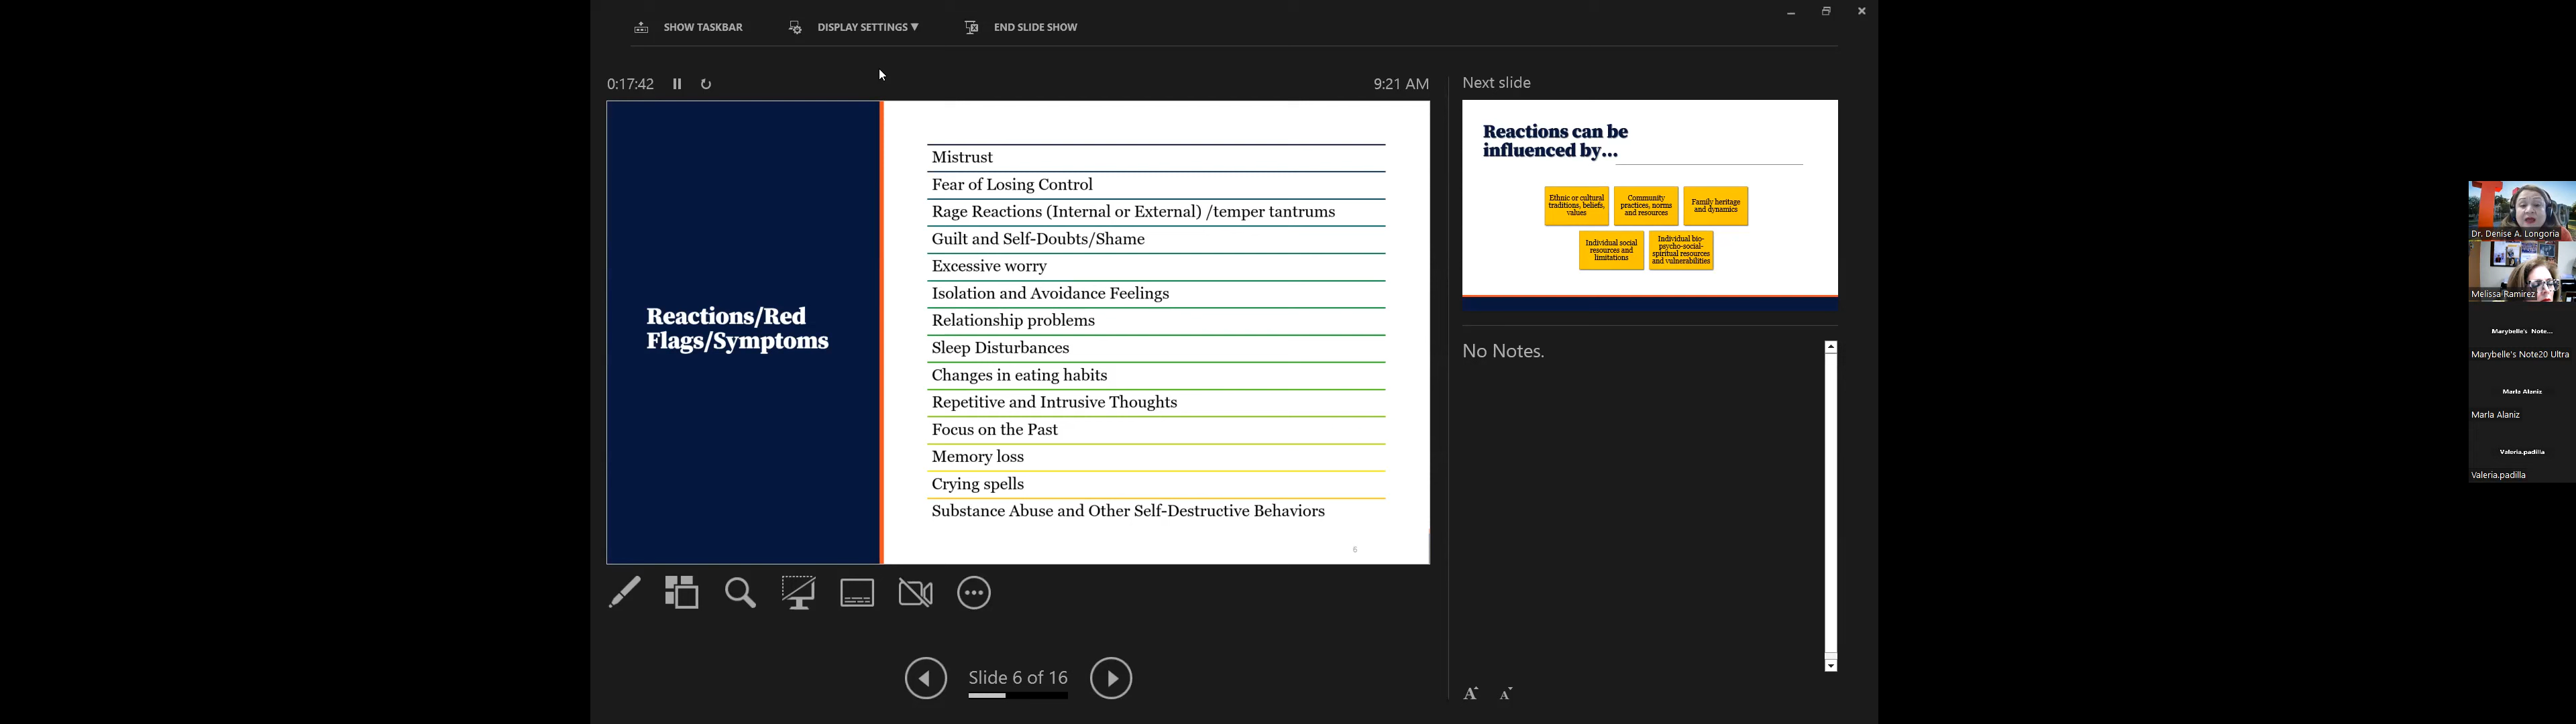 SHOW TASKBAR
DISPLAY SETTINGS ▼
END SLIDE SHOW
0:17:42
9:21 AM
Reactions/Red
Flags/Symptoms
Mistrust
Fear of Losing Control
Rage Reactions (Internal or External) /temper tantrums
Guilt and Self-Doubts/Shame
Excessive worry
Isolation and Avoidance Feelings
Relationship problems
Sleep Disturbances
Changes in eating habits
Repetitive and Intrusive Thoughts
Focus on the Past
Memory loss
Crying spells
Substance Abuse and Other Self-Destructive Behaviors
6
Slide 6 of 16
Next slide
Reactions can be
influenced by...
Ethnic or cultural
traditions, beliefs,
values
Community
practices, norms
and resources
Family heritage
and dynamics
Individual social
resources and
limitations
Individual bio-
psycho-social-
spiritual resources
and vulnerabilities
No Notes.
A
A
Dr. Denise A. Longoria
Melissa Ramirez
Marybelle's Note...
Marybelle's Note20 Ultra
Marla Alaniz
Marla Alaniz
Valeria.padilla
Valeria.padilla